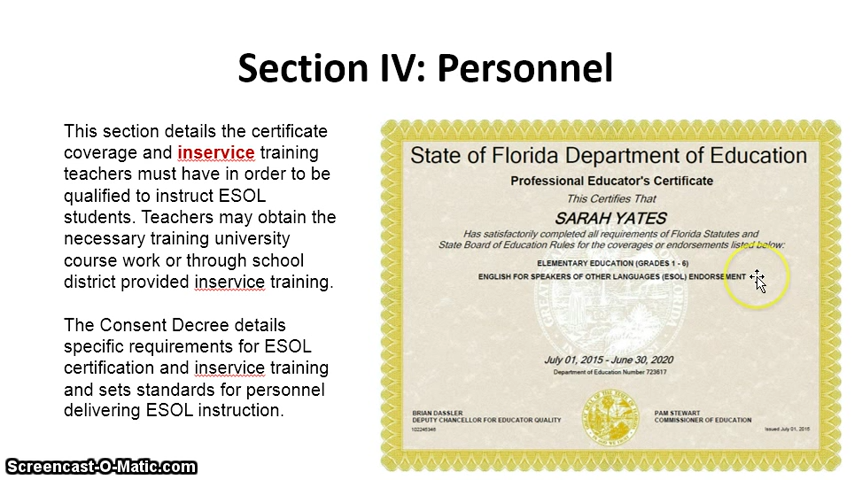 Section IV: Personnel
This section details the certificate
coverage and inservice training
teachers must have in order to be
qualified to instruct ESOL
students. Teachers may obtain the
necessary training university
course work or through school
district provided inservice training.
The Consent Decree details
specific requirements for ESOL
certification and inservice training
and sets standards for personnel
delivering ESOL instruction.
State of Florida Department of Education
Professional Educator's Certificate
This Certifies That
SARAH YATES
Has satisfactorily completed all requirements of Florida Statutes and
State Board of Education Rules for the coverages or endorsements listed below:
ELEMENTARY EDUCATION (GRADES 1 - 6)
ENGLISH FOR SPEAKERS OF OTHER LANGUAGES (ESOL) ENDORSEMENT
July 01, 2015 - June 30, 2020
Department of Education Number 723617
BRIAN DASSLER
DEPUTY CHANCELLOR FOR EDUCATOR QUALITY
PAM STEWART
COMMISSIONER OF EDUCATION
Screencast-O-Matic.com